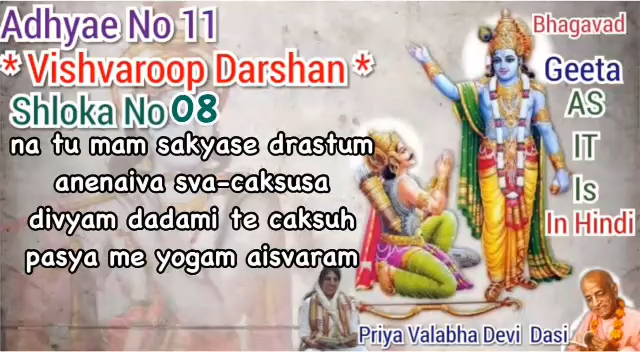 Adhyae No 11
* Vishvaroop Darshan *
Shloka No 08
na tu mam sakyase drastum
anenaiva sva-caksusa
divyam dadami te caksuh
pasya me yogam aisvaram
Bhagavad
Geeta
AS
IT
Is
In Hindi
Priya Valabha Devi Dasi